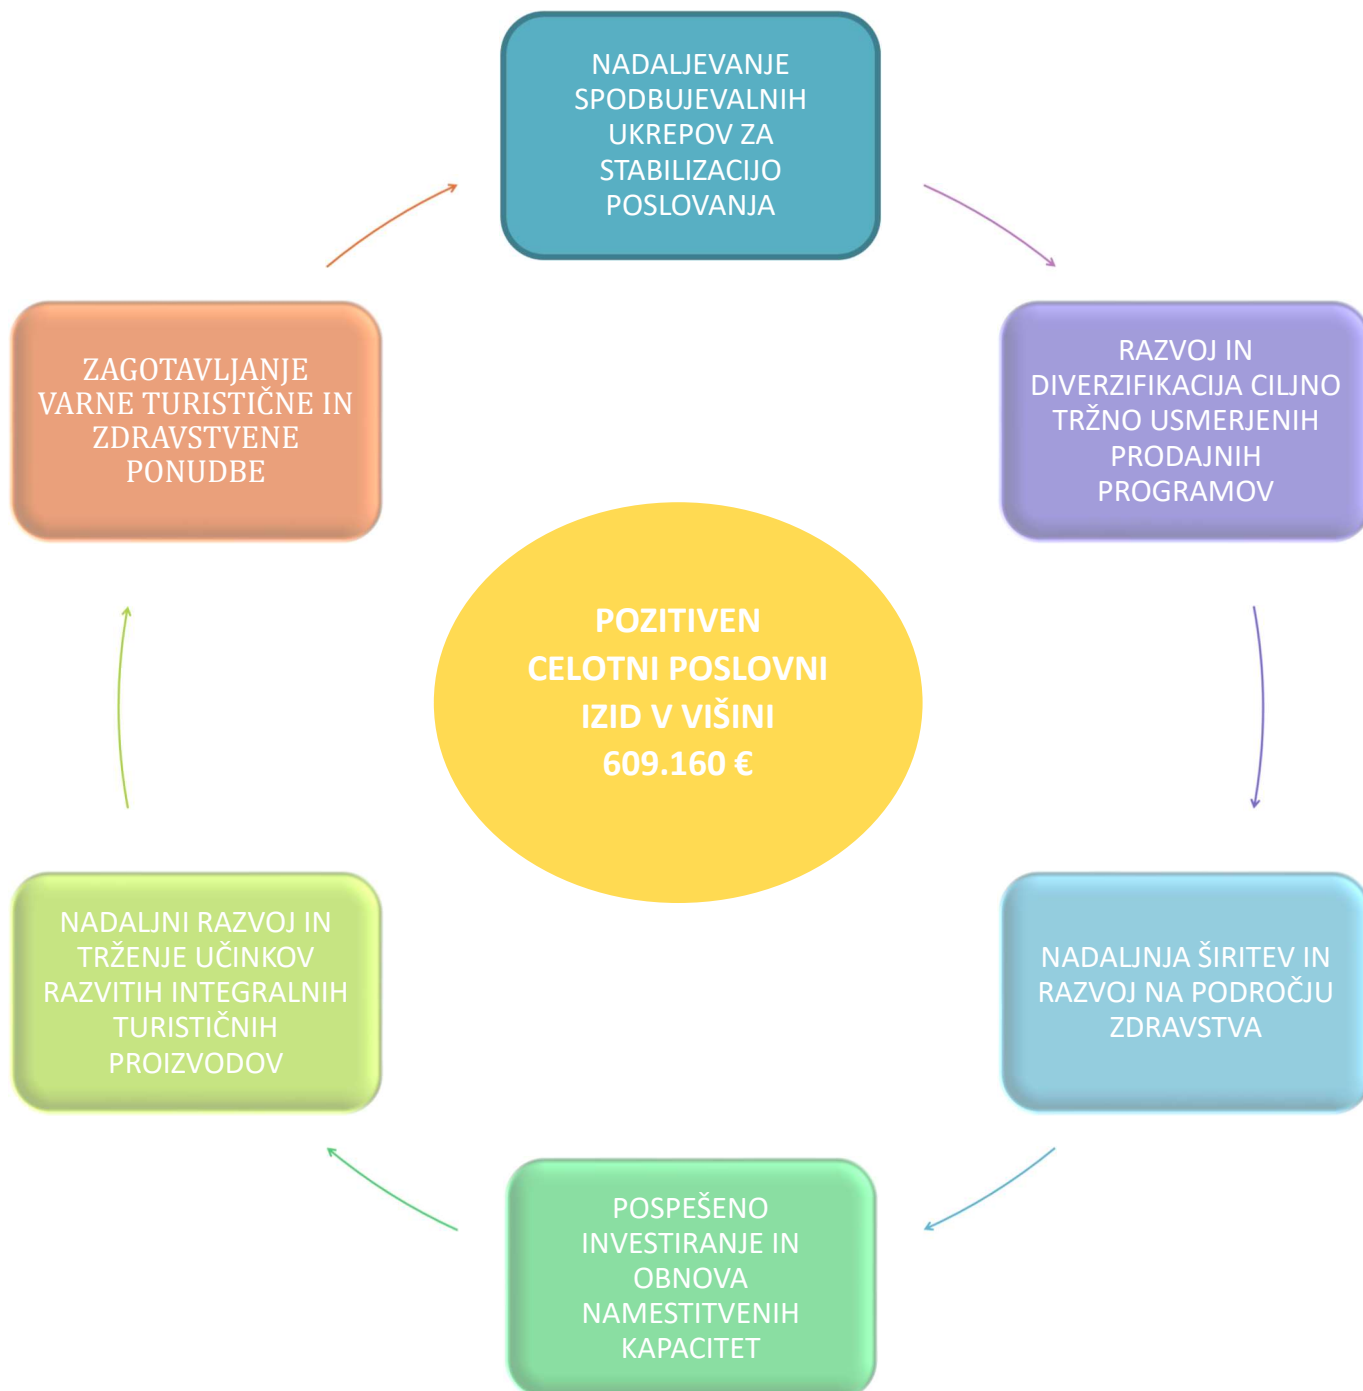 NADALJEVANJE
SPODBUJEVALNIH
UKREPOV ZA
STABILIZACIJO
POSLOVANJA
RAZVOJ IN
DIVERZIFIKACIJA CILJNO
TRŽNO USMERJENIH
PRODAJNIH
PROGRAMOV
NADALJNJA ŠIRITEV IN
RAZVOJ NA PODROČJU
ZDRAVSTVA
POSPEŠENO
INVESTIRANJE IN
OBNOVA
NAMESTITVENIH
KAPACITET
NADALJNI RAZVOJ IN
TRŽENJE UČINKOV
RAZVITIH INTEGRALNIH
TURISTIČNIH
PROIZVODOV
ZAGOTAVLJANJE
VARNE TURISTIČNE IN
ZDRAVSTVENE
PONUDBE
POZITIVEN
CELOTNI POSLOVNI
IZID V VIŠINI
609.160 €